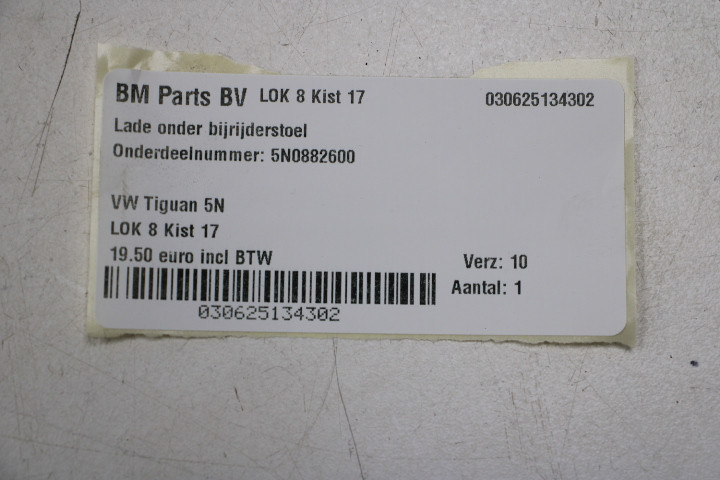 BM Parts BV LOK 8 Kist 17 030625134302
Lade onder bijrijderstoel
Onderdeelnummer: 5N0882600
VW Tiguan 5N
LOK 8 Kist 17
19.50 euro incl BTW Verz: 10
Aantal: 1
030625134302